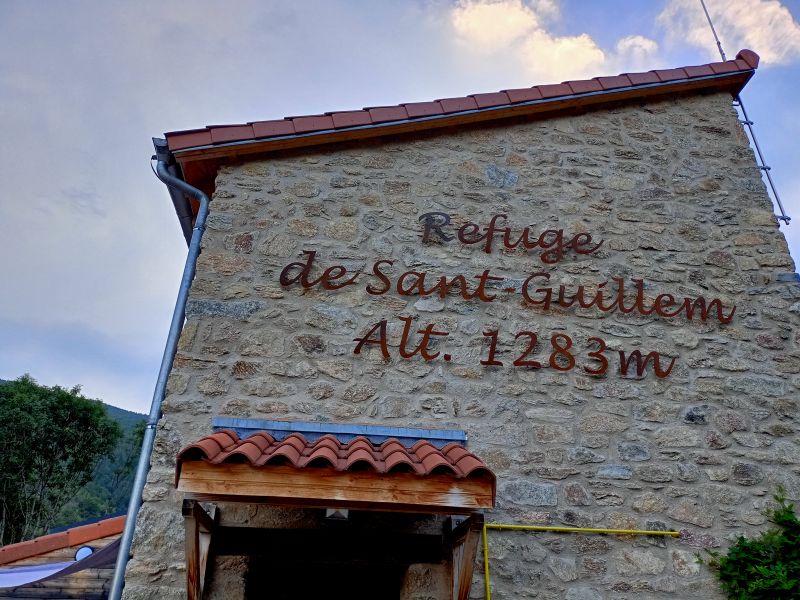 Refuge
de Sant-Guillem
Alt. 1283m